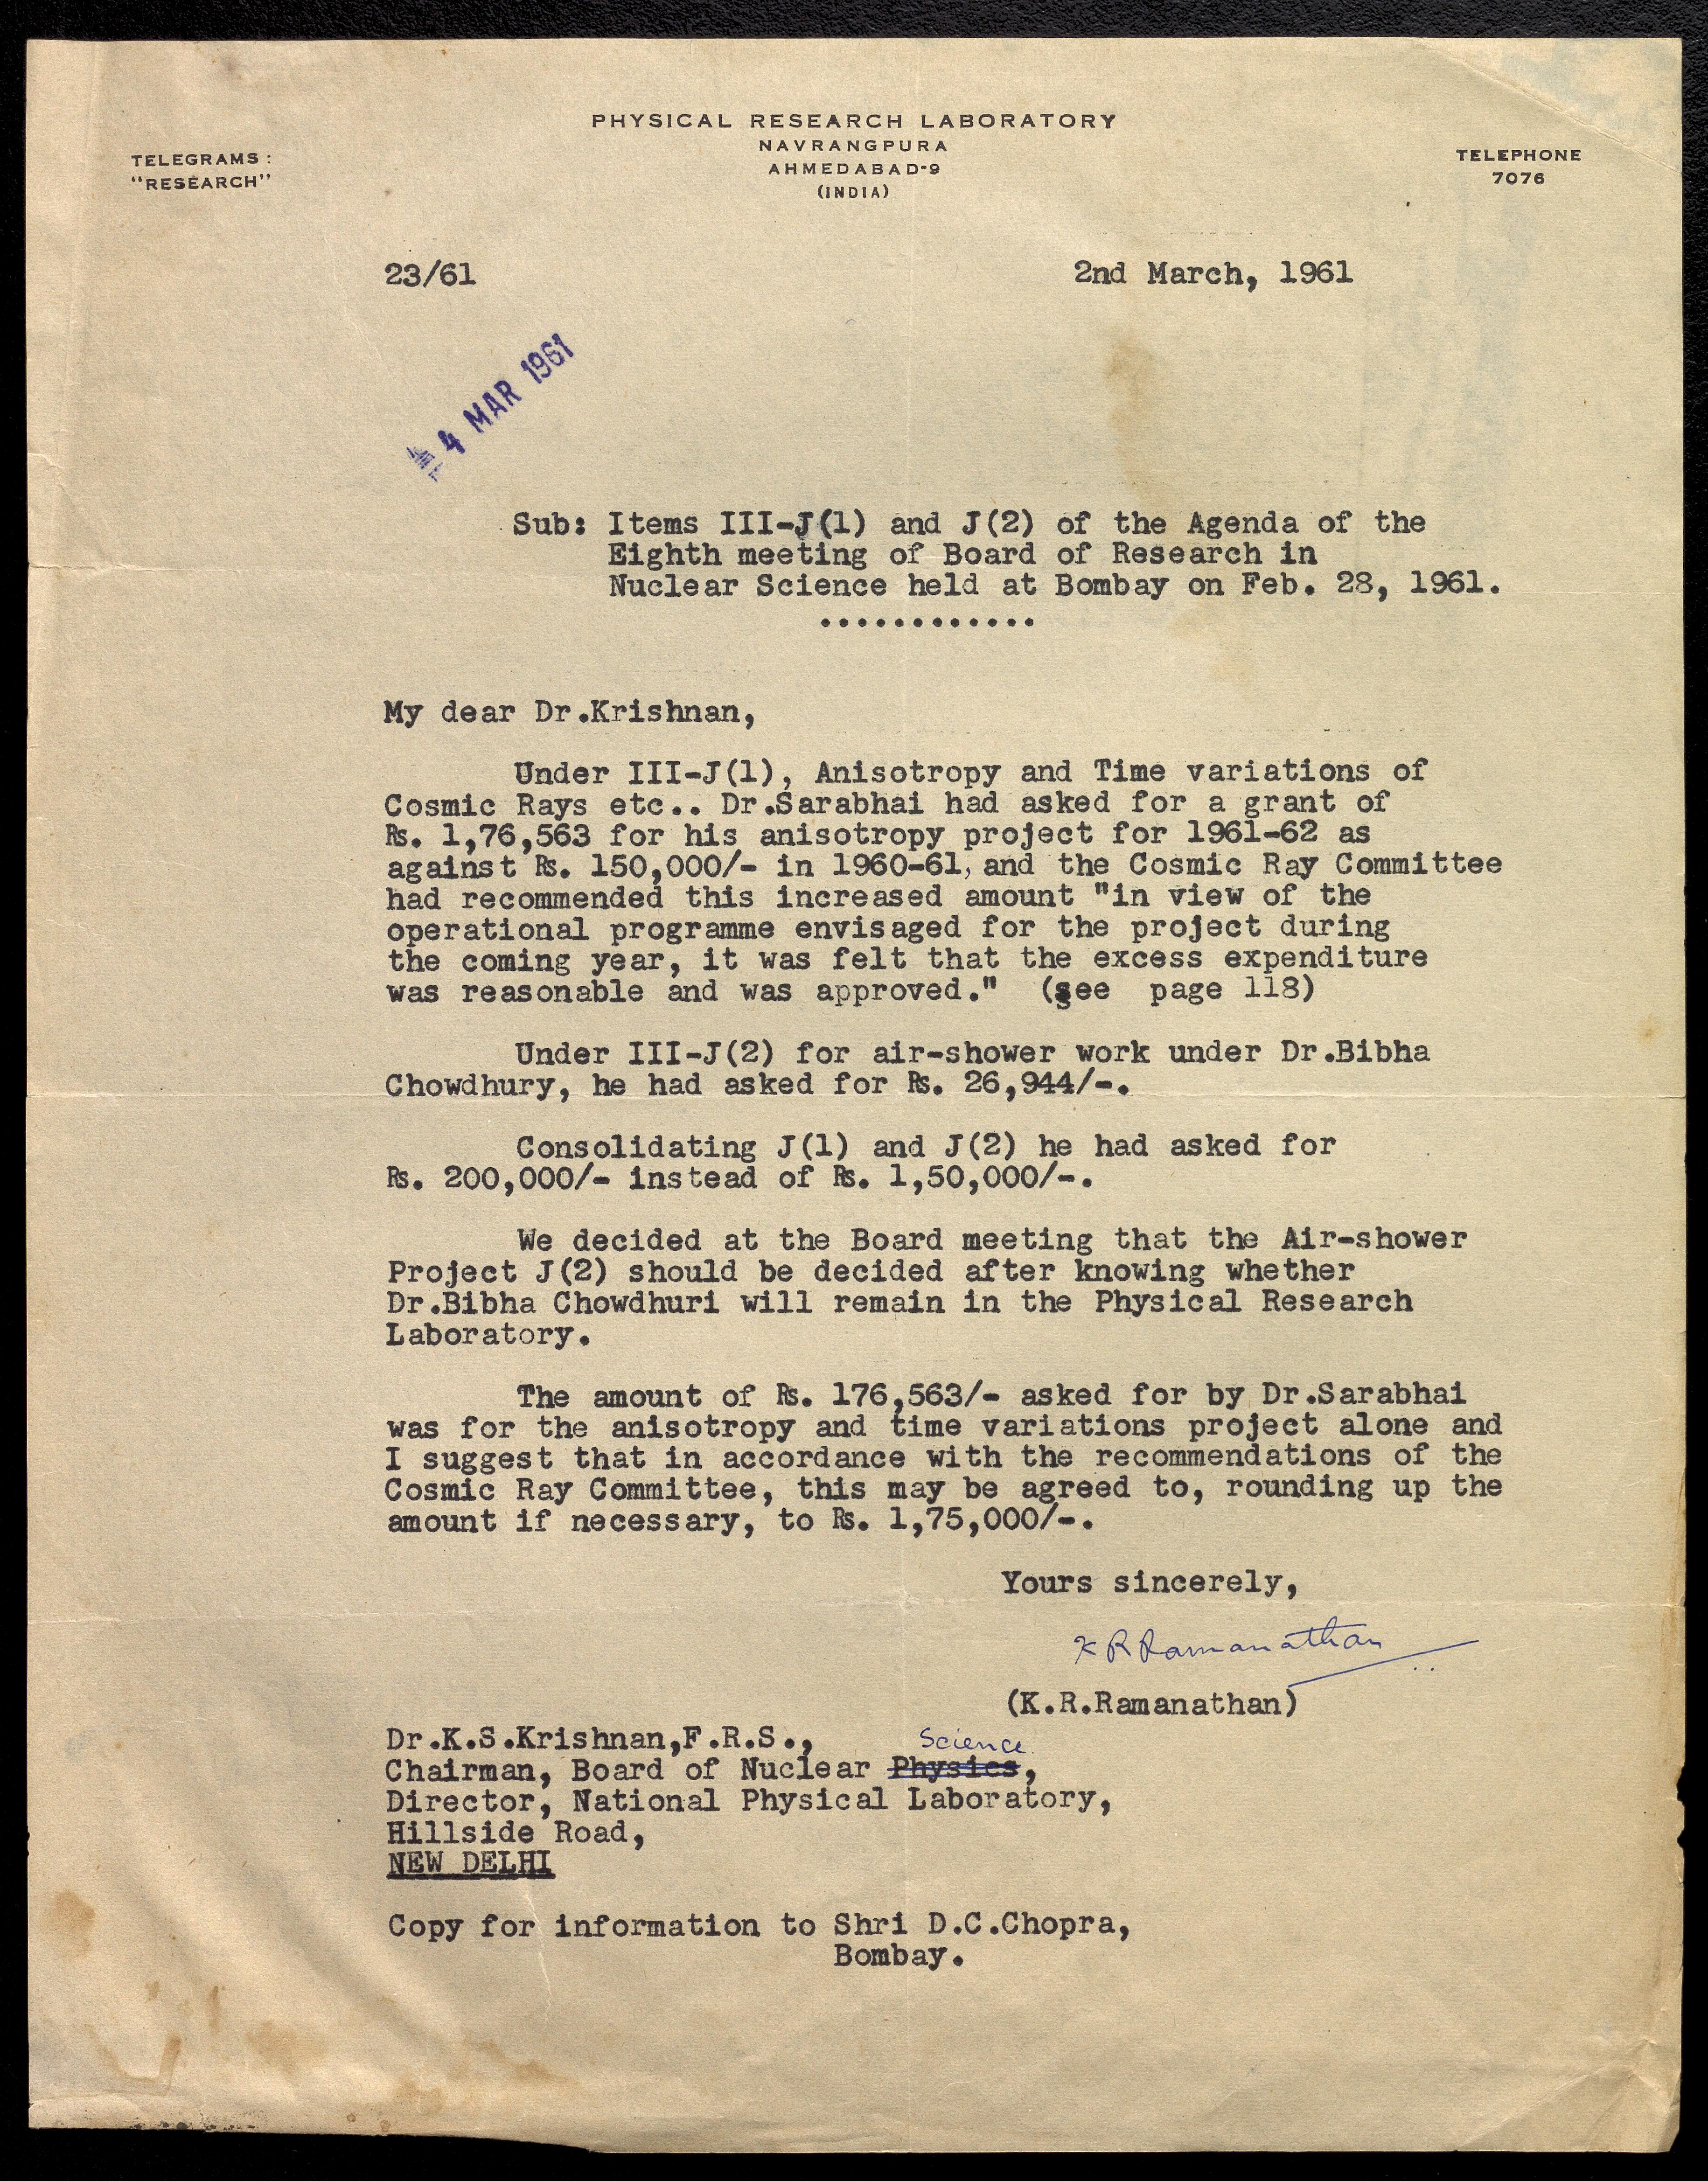 PHYSICAL RESEARCH LABORATORY
NAVRANGPURA
AHMEDABAD-9
(INDIA)
TELEGRAMS :
"RESEARCH"
TELEPHONE
7076
23/61
2nd March, 1961
4 MAR 1961
Sub: Items III-J(1) and J(2) of the Agenda of the
Eighth meeting of Board of Research in
Nuclear Science held at Bombay on Feb. 28, 1961.
.............
My dear Dr.Krishnan,
Under III-J(1), Anisotropy and Time variations of
Cosmic Rays etc.. Dr.Sarabhai had asked for a grant of
Rs. 1,76,563 for his anisotropy project for 1961-62 as
against Rs. 150,000/- in 1960-61, and the Cosmic Ray Committee
had recommended this increased amount "in view of the
operational programme envisaged for the project during
the coming year, it was felt that the excess expenditure
was reasonable and was approved." (see page 118)
Under III-J(2) for air-shower work under Dr.Bibha
Chowdhury, he had asked for Rs. 26,944/-.
Consolidating J(1) and J(2) he had asked for
Rs. 200,000/- instead of Rs. 1,50,000/-.
We decided at the Board meeting that the Air-shower
Project J(2) should be decided after knowing whether
Dr.Bibha Chowdhuri will remain in the Physical Research
Laboratory.
The amount of Rs. 176,563/- asked for by Dr.Sarabhai
was for the anisotropy and time variations project alone and
I suggest that in accordance with the recommendations of the
Cosmic Ray Committee, this may be agreed to, rounding up the
amount if necessary, to Rs. 1,75,000/-.
Yours sincerely,
K R Ramanathan
(K.R.Ramanathan)
Dr.K.S.Krishnan,F.R.S.,
Science
Chairman, Board of Nuclear Physics,
Director, National Physical Laboratory,
Hillside Road,
NEW DELHI
Copy for information to Shri D.C.Chopra,
Bombay.